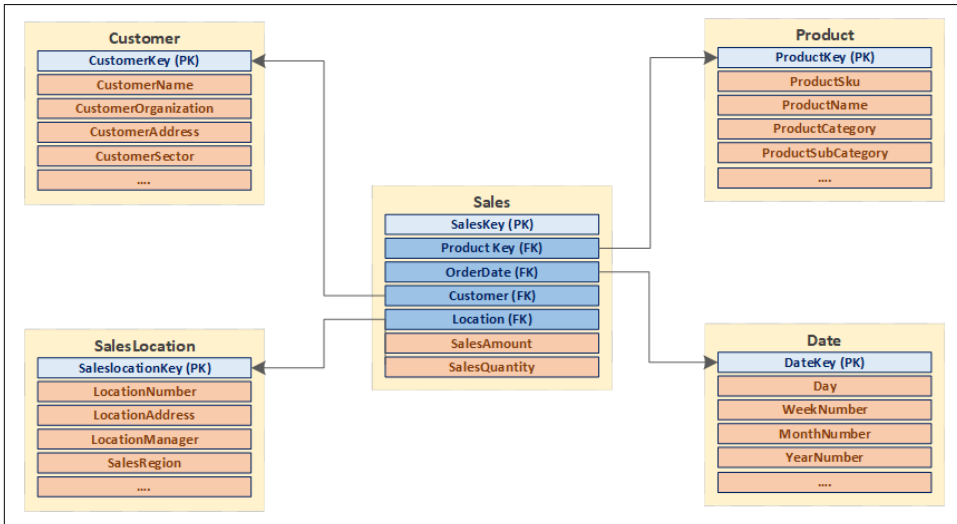 Customer
CustomerKey (PK)
CustomerName
CustomerOrganization
CustomerAddress
CustomerSector
....
Product
ProductKey (PK)
ProductSku
ProductName
ProductCategory
ProductSubCategory
....
Sales
SalesKey (PK)
Product Key (FK)
OrderDate (FK)
Customer (FK)
Location (FK)
SalesAmount
SalesQuantity
SalesLocation
SaleslocationKey (PK)
LocationNumber
LocationAddress
LocationManager
SalesRegion
....
Date
DateKey (PK)
Day
WeekNumber
MonthNumber
YearNumber
....